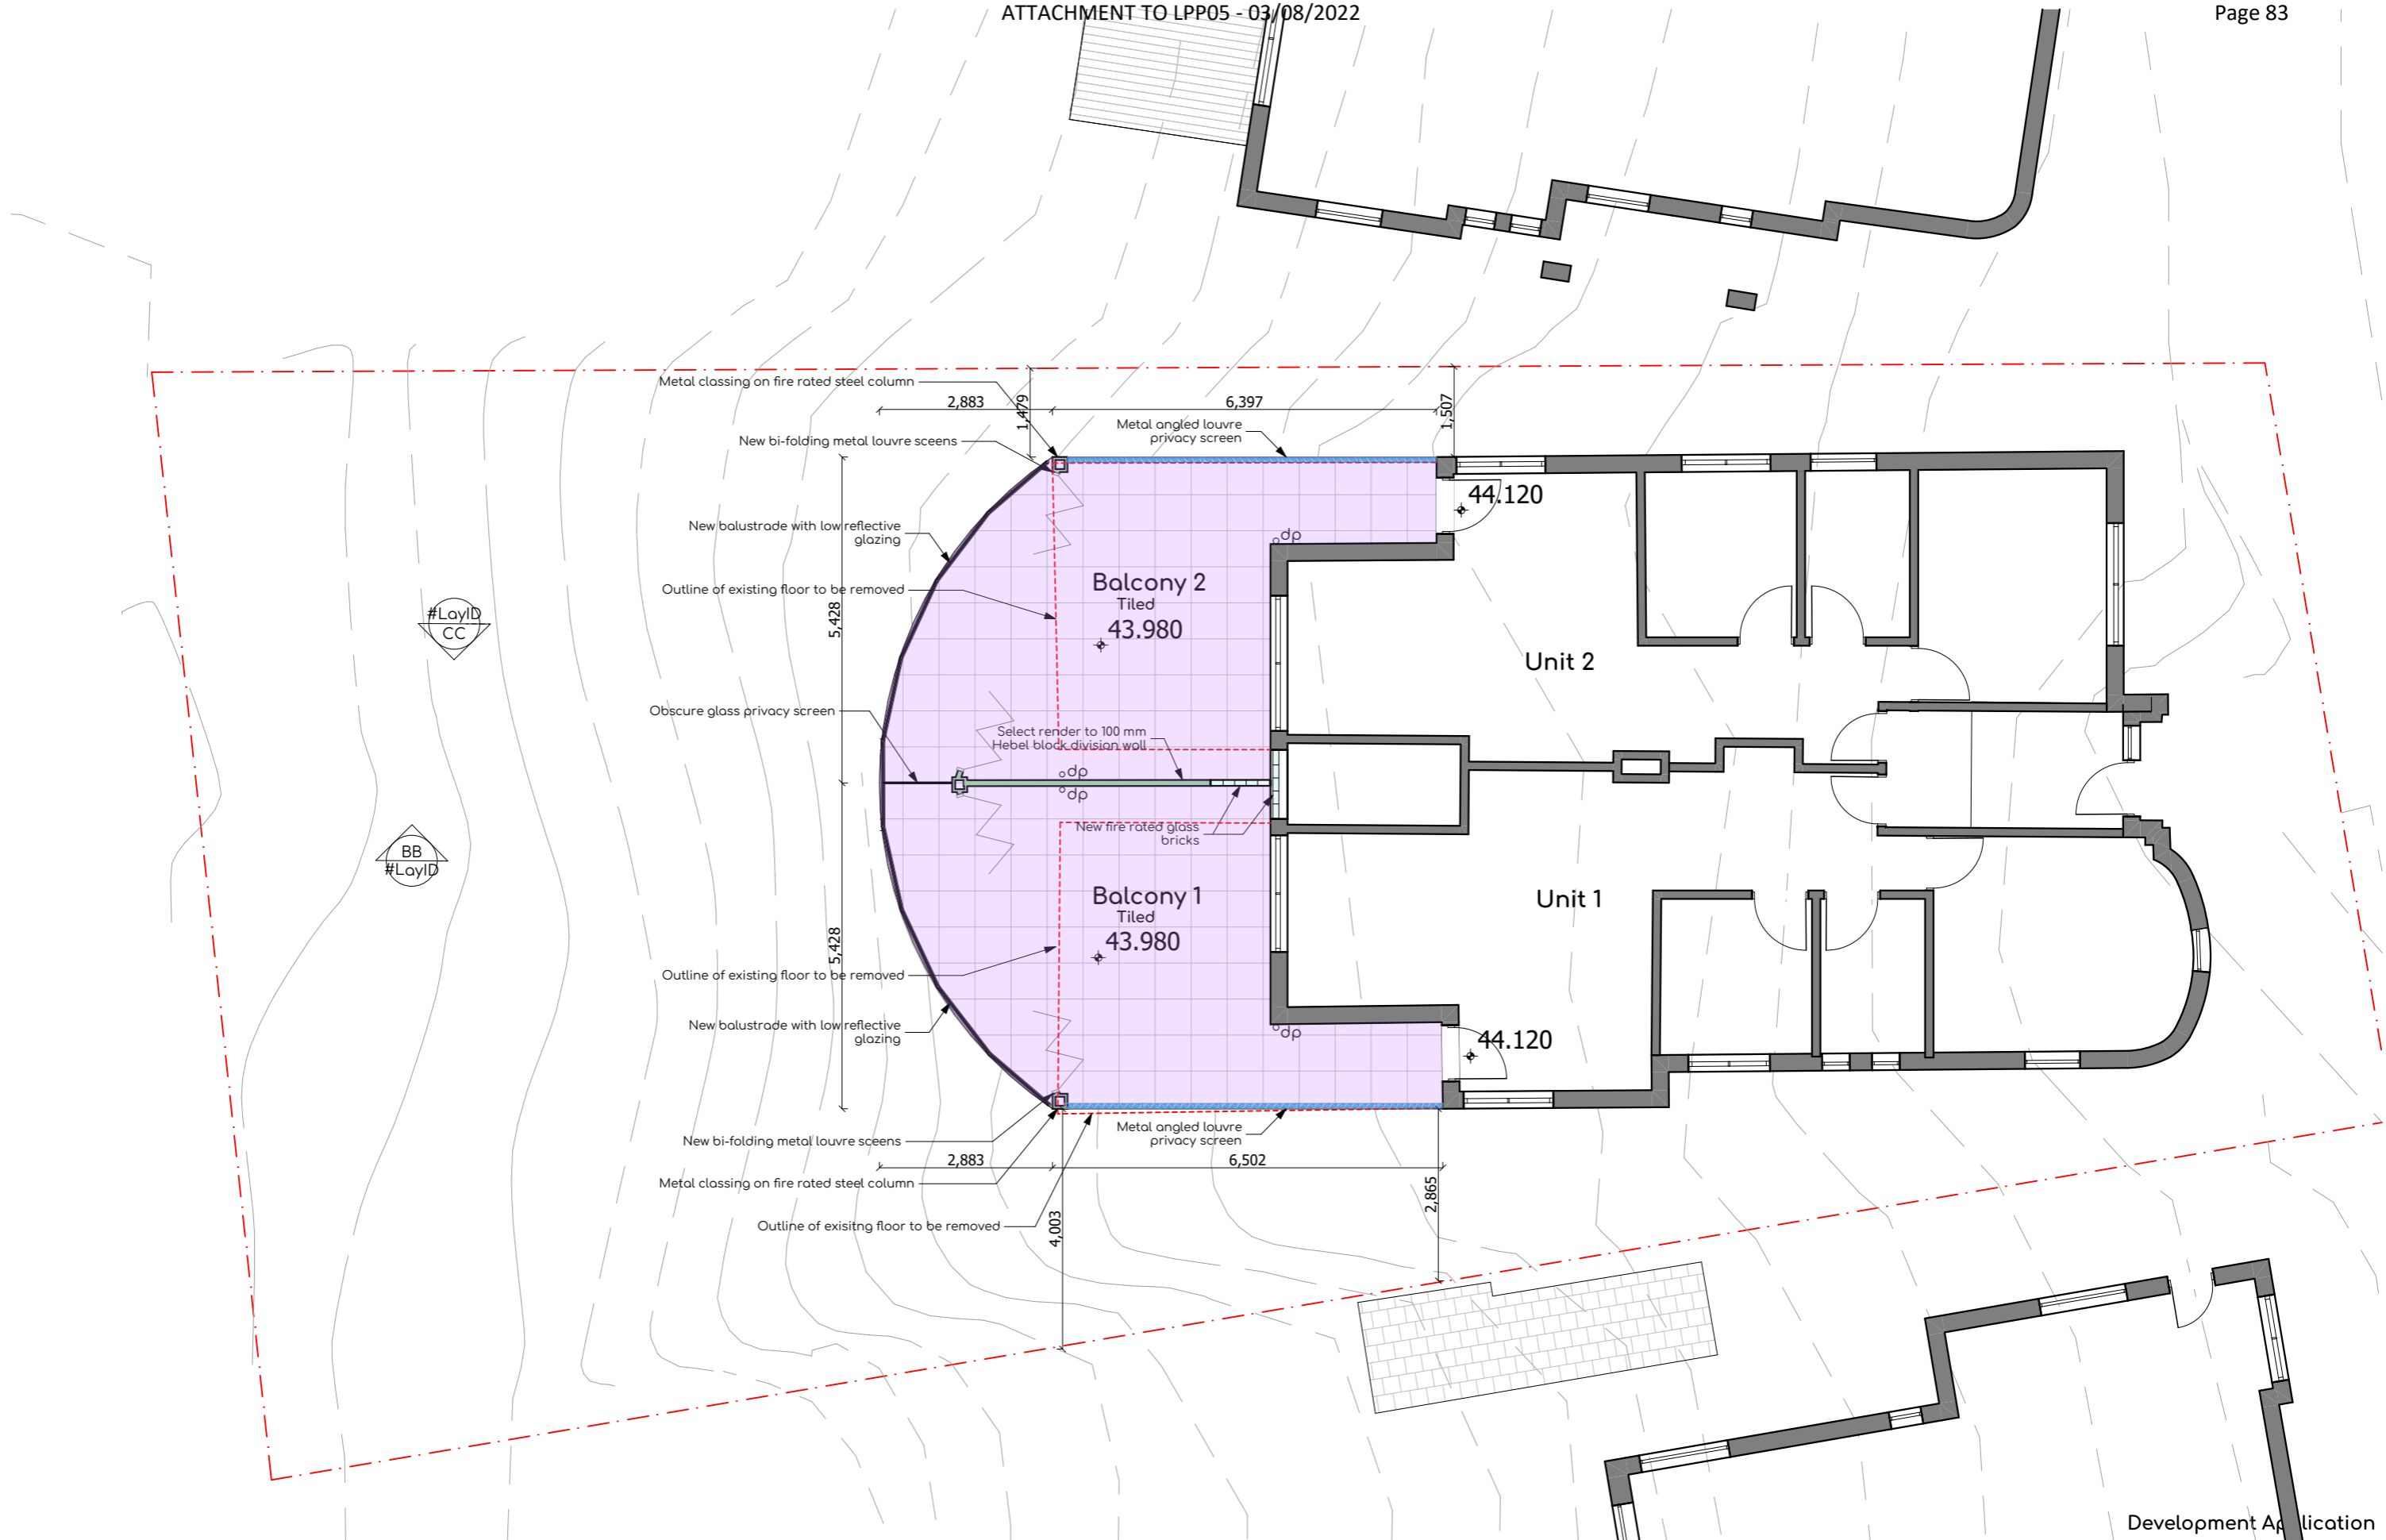 ATTACHMENT TO LPP05 - 03/08/2022
Page 83
Metal classing on fire rated steel column
2,883
1,479
6,397
1,507
Metal angled louvre
privacy screen
New bi-folding metal louvre sceens
44.120
New balustrade with low reflective
glazing
dp
Balcony 2
Tiled
43.980
Outline of existing floor to be removed
5,428
#LayID
CC
Unit 2
Obscure glass privacy screen
Select render to 100 mm
Hebel block division wall
dp
dp
New fire rated glass
bricks
BB
#LayID
Balcony 1
Tiled
43.980
Unit 1
5,428
Outline of existing floor to be removed
New balustrade with low reflective
glazing
dp
44.120
Metal angled louvre
privacy screen
New bi-folding metal louvre sceens
2,883
6,502
Metal classing on fire rated steel column
2,865
4,003
Outline of exisitng floor to be removed
Development Application